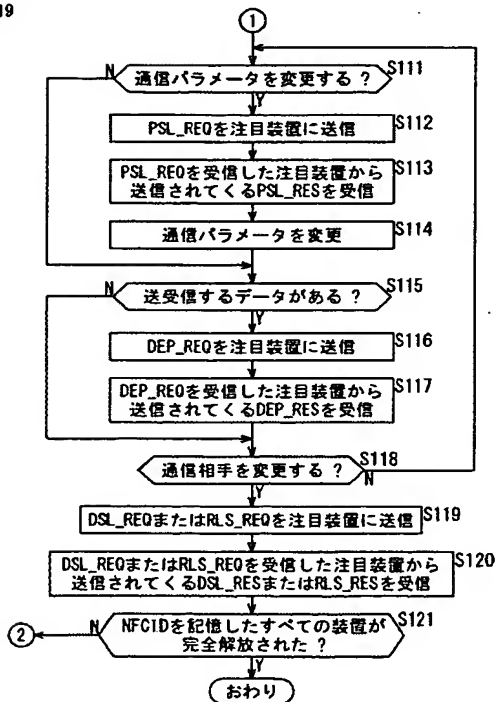 19
1
通信パラメータを変更する ?
S111
N
Y
PSL_REQを注目装置に送信
S112
PSL_REQを受信した注目装置から
送信されてくるPSL_RESを受信
S113
通信パラメータを変更
S114
送受信するデータがある ?
S115
N
Y
DEP_REQを注目装置に送信
S116
DEP_REQを受信した注目装置から
送信されてくるDEP_RESを受信
S117
通信相手を変更する ?
S118
N
Y
DSL_REQまたはRLS_REQを注目装置に送信
S119
DSL_REQまたはRLS_REQを受信した注目装置から
送信されてくるDSL_RESまたはRLS_RESを受信
S120
NFCIDを記憶したすべての装置が
完全解放された ?
S121
2
N
Y
おわり